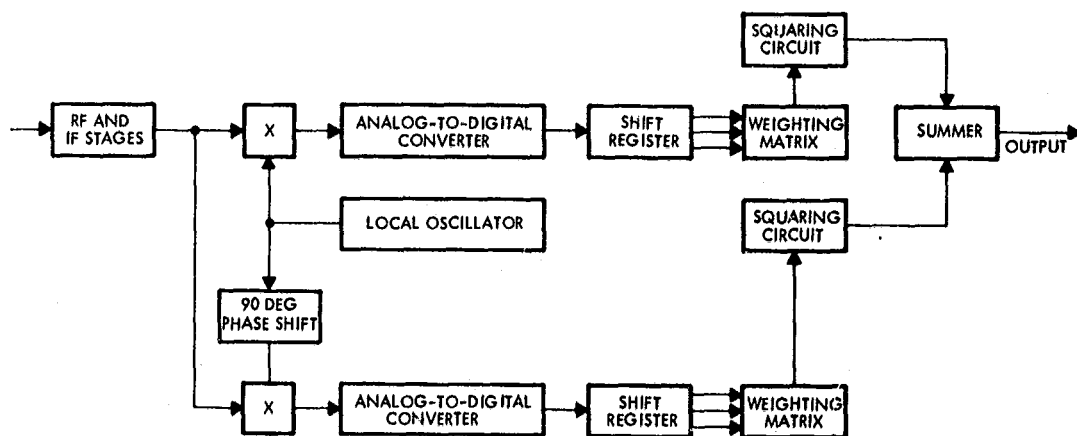 SQUARING
CIRCUIT
RF AND
IF STAGES
X
ANALOG-TO-DIGITAL
CONVERTER
SHIFT
REGISTER
WEIGHTING
MATRIX
SUMMER
OUTPUT
LOCAL OSCILLATOR
SQUARING
CIRCUIT
90 DEG
PHASE SHIFT
X
ANALOG-TO-DIGITAL
CONVERTER
SHIFT
REGISTER
WEIGHTING
MATRIX